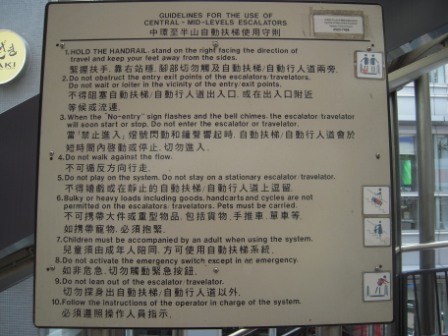 GUIDELINES FOR THE USE OF
CENTRAL - MID-LEVELS ESCALATORS
中環至半山自動扶梯使用守則
1.HOLD THE HANDRAIL, stand on the right facing the direction of
travel and keep your feet away from the sides.
緊握扶手, 靠右站穩, 腳部切勿觸及自動扶梯/自動行人道兩旁.
2.Do not obstruct the entry exit points of the escalators/travelators.
Do not wait or loiter in the vicinity of the entry/exit points.
不得阻塞自動扶梯/自動行人道出入口, 或在出入口附近
等候或流連.
3.When the "No-entry" sign flashes and the bell chimes, the escalator/travelator
will soon start or stop. Do not enter the escalator or travelator.
當「禁止進入」燈號閃動和鐘聲響起時, 自動扶梯/自動行人道會於
短時間內啓動或停止, 切勿進入.
4.Do not walk against the flow.
不可逆反方向行走.
5.Do not play on the system. Do not stay on a stationary escalator/travelator.
不得嬉戲或在靜止的自動扶梯/自動行人道上逗留.
6.Bulky or heavy loads including goods, handcarts and cycles are not
permitted on the escalators/travelators. Pets must be carried.
不可携帶大件或重型物品, 包括貨物, 手推車, 單車等.
如携帶寵物, 必須抱緊.
7.Children must be accompanied by an adult when using the system.
兒童須由成年人陪同, 方可使用自動扶梯系統.
8.Do not activate the emergency switch except in an emergency.
如非危急, 切勿觸動緊急按鈕.
9.Do not lean out of the escalator/travelator.
切勿探身出自動扶梯/自動行人道以外.
10.Follow the instructions of the operator in charge of the system.
必須遵照操作人員指示.
AKI